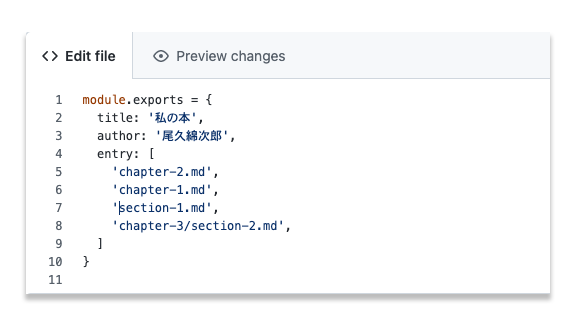 <> Edit file
Preview changes
1 module.exports = {
2   title: '私の本',
3   author: '尾久綿次郎',
4   entry: [
5     'chapter-2.md',
6     'chapter-1.md',
7     'section-1.md',
8     'chapter-3/section-2.md',
9   ]
10 }
11